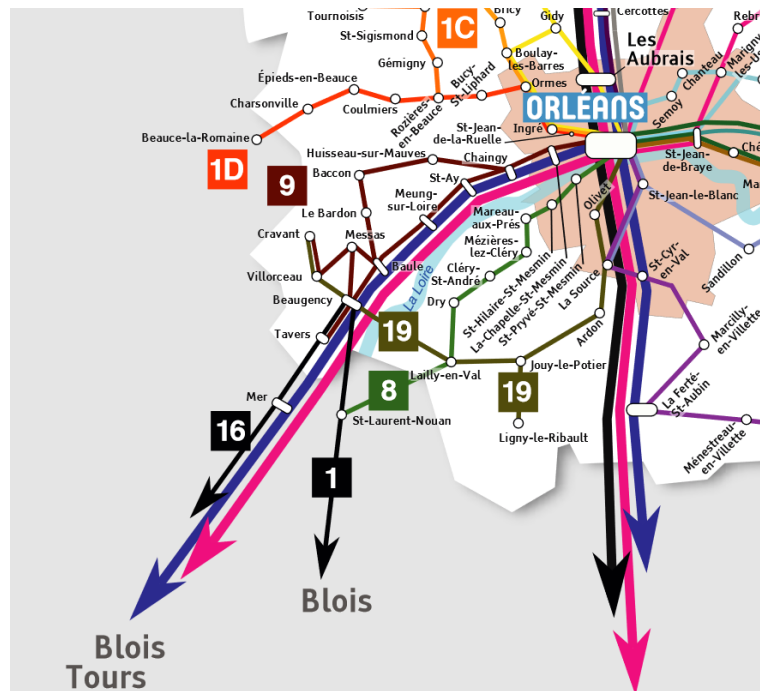 Tournoisis
1C
Bricy
Gidy
Cercottes
St-Sigismond
Boulay-
les-Barres
Les
Aubrais
Gémigny
Bucy-
St-Liphard
Chanteau
Épieds-en-Beauce
Ormes
Charsonville
Coulmiers
Rozières-
en-Beauce
ORLÉANS
Semoy
Beauce-la-Romaine
1D
St-Jean-
de-la-Ruelle
Ingré
Huisseau-sur-Mauves
Chaingy
St-Jean-
de-Braye
9
Baccon
St-Ay
Meung-
sur-Loire
Olivet
St-Jean-le-Blanc
Le Bardon
Mareau-
aux-Prés
Cravant
Messas
Mézières-
lez-Cléry
St-Cyr-
en-Val
Sandillon
Villorceau
Baule
La Loire
Cléry-
St-André
St-Hilaire-St-Mesmin
La-Chapelle-St-Mesmin
St-Pryvé-St-Mesmin
La Source
Beaugency
Dry
Ardon
Tavers
19
Marcilly-
en-Villette
Lailly-en-Val
Jouy-le-Potier
8
19
Mer
La Ferté-
St-Aubin
16
St-Laurent-Nouan
Ligny-le-Ribault
Ménestreau-
en-Villette
1
Blois
Blois
Tours